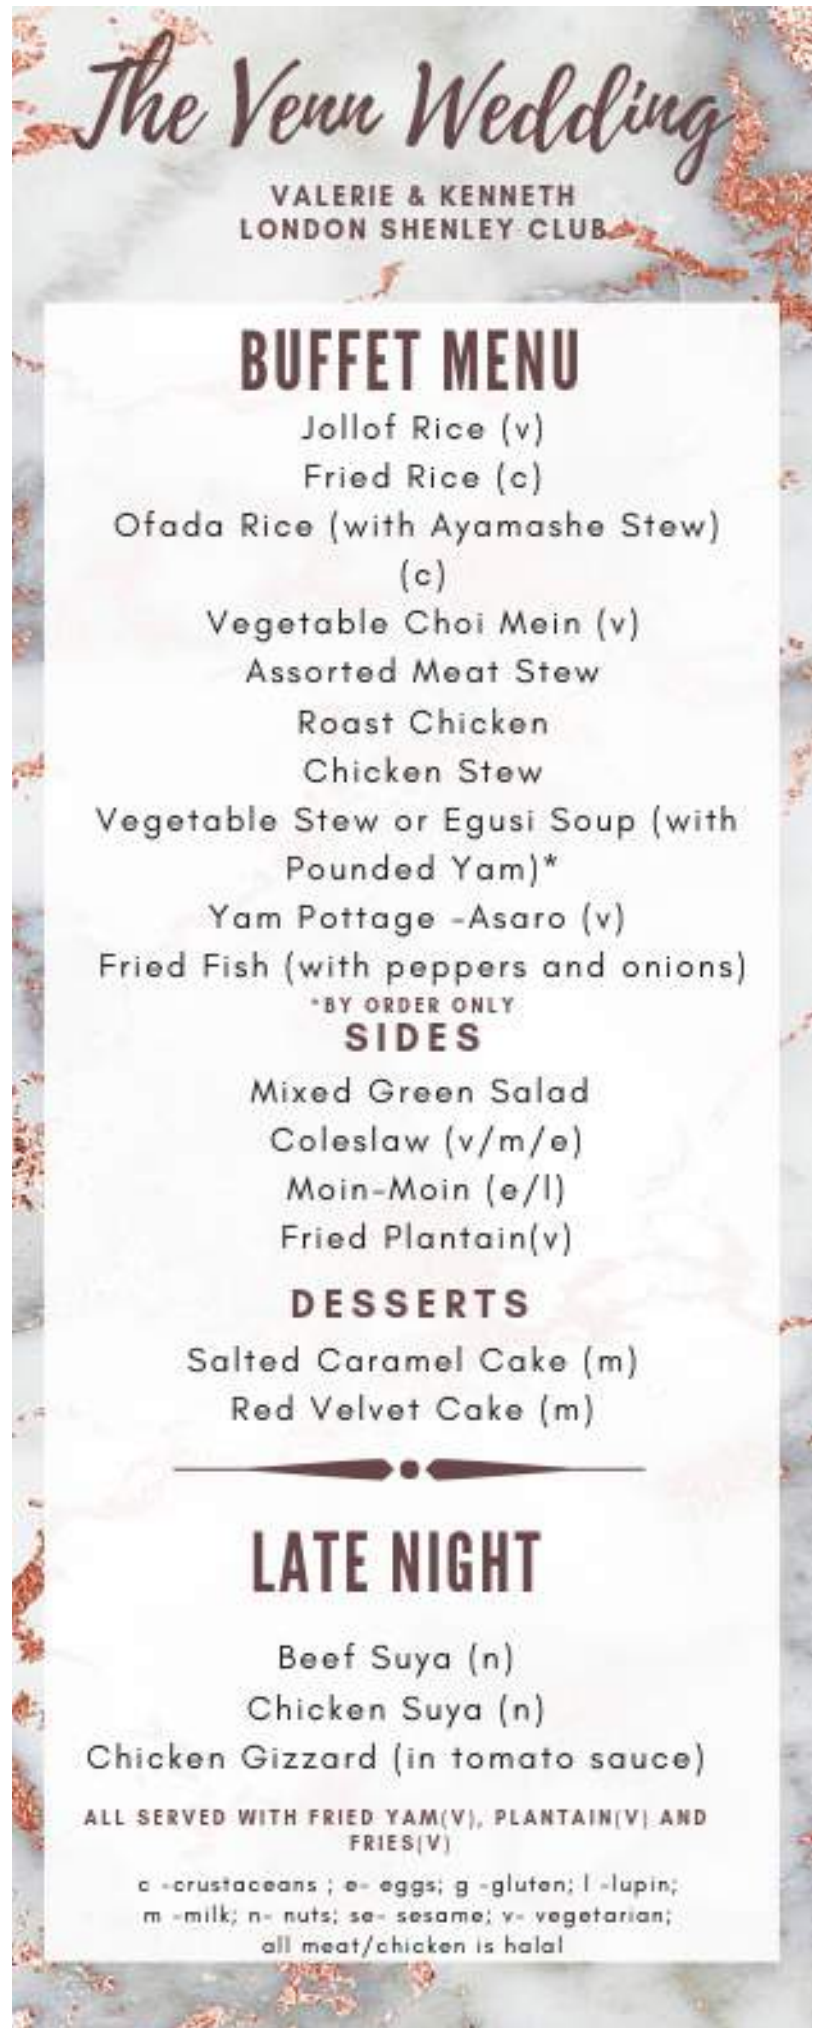 The Venn Wedding
VALERIE & KENNETH
LONDON SHENLEY CLUB
BUFFET MENU
Jollof Rice (v)
Fried Rice (c)
Ofada Rice (with Ayamashe Stew)
(c)
Vegetable Choi Mein (v)
Assorted Meat Stew
Roast Chicken
Chicken Stew
Vegetable Stew or Egusi Soup (with
Pounded Yam)*
Yam Pottage -Asaro (v)
Fried Fish (with peppers and onions)
*BY ORDER ONLY
SIDES
Mixed Green Salad
Coleslaw (v/m/e)
Moin-Moin (e/l)
Fried Plantain(v)
DESSERTS
Salted Caramel Cake (m)
Red Velvet Cake (m)
LATE NIGHT
Beef Suya (n)
Chicken Suya (n)
Chicken Gizzard (in tomato sauce)
ALL SERVED WITH FRIED YAM(V), PLANTAIN(V) AND
FRIES(V)
c -crustaceans ; e- eggs; g -gluten; l -lupin;
m -milk; n- nuts; se- sesame; v- vegetarian;
all meat/chicken is halal